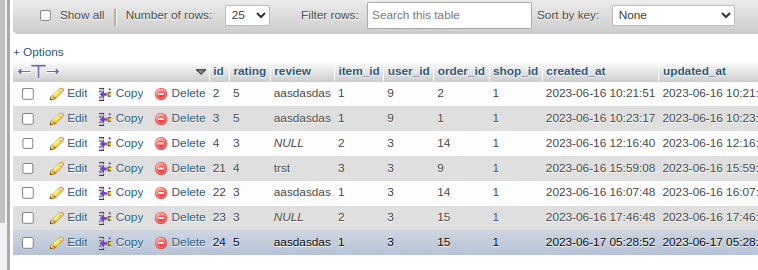 Show all Number of rows: 25 Filter rows: Search this table Sort by key: None
+ Options
id rating review item_id user_id order_id shop_id created_at updated_at
Edit Copy Delete 2 5 aasdasdas 1 9 2 1 2023-06-16 10:21:51 2023-06-16 10:21:
Edit Copy Delete 3 5 aasdasdas 1 9 1 1 2023-06-16 10:23:17 2023-06-16 10:23:
Edit Copy Delete 4 3 NULL 2 3 14 1 2023-06-16 12:16:40 2023-06-16 12:16:
Edit Copy Delete 21 4 trst 3 3 9 1 2023-06-16 15:59:08 2023-06-16 15:59:
Edit Copy Delete 22 3 aasdasdas 1 3 14 1 2023-06-16 16:07:48 2023-06-16 16:07:
Edit Copy Delete 23 3 NULL 2 3 15 1 2023-06-16 17:46:48 2023-06-16 17:46:
Edit Copy Delete 24 5 aasdasdas 1 3 15 1 2023-06-17 05:28:52 2023-06-17 05:28: